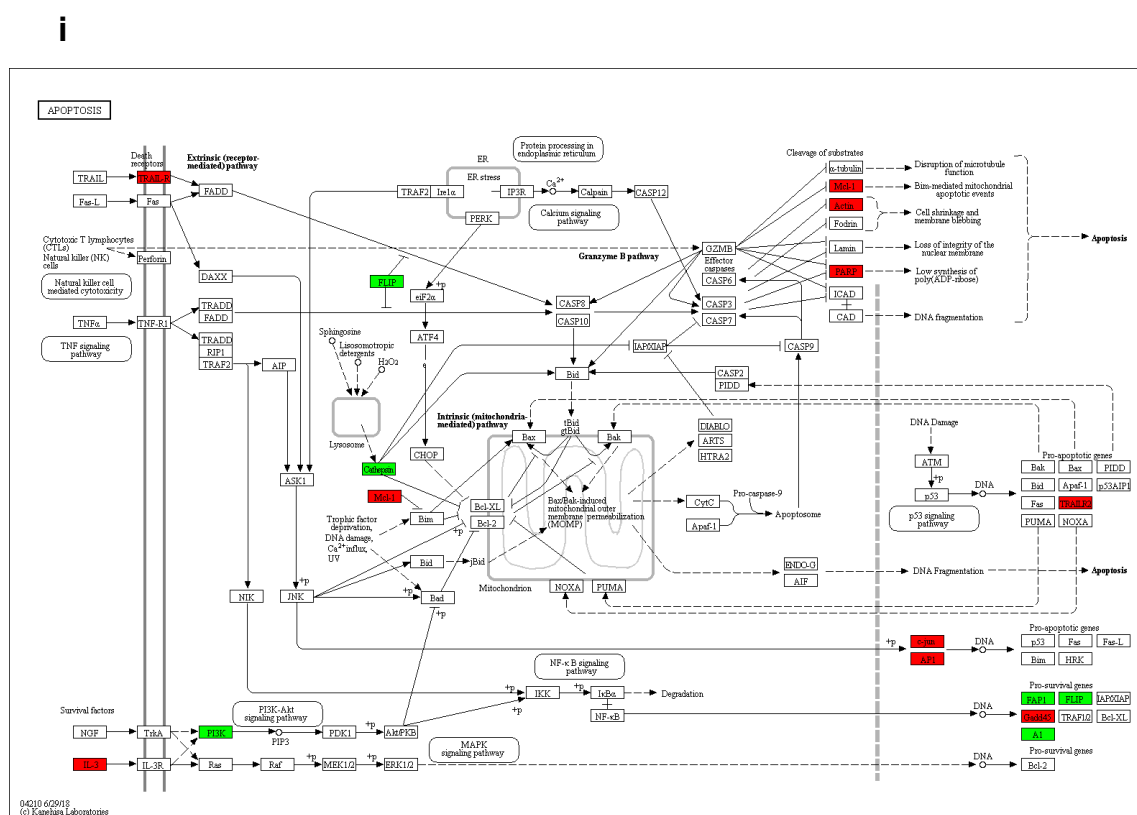 i
APOPTOSIS
Death
receptors
Extrinsic (receptor-
mediated) pathway
TRAIL
TRAIL-R
FADD
Fas-L
Fas
Cytotoxic T lymphocytes
(CTLs)
Natural killer (NK)
cells
Perforin
Natural killer cell
mediated cytotoxicity
DAXX
TNFα
TNF-R1
TRADD
FADD
TNF signaling
pathway
TRADD
RIP1
TRAF2
AIP
ASK1
NIK
JNK
+p
ER
ER stress
TRAF2
Ire1α
IP3R
PERK
Protein processing in
endoplasmic reticulum
Ca2+
Calpain
CASP12
Calcium signaling
pathway
Granzyme B pathway
FLIP
eiF2α
+p
ATF4
CHOP
Sphingosine
Lisosomotropic
detergents
H2O2
Lysosome
Cathepsin
CASP8
CASP10
GZMB
Effector
caspases
CASP6
CASP3
CASP7
IAP/XIAP
CASP9
CASP2
PIDD
Bid
tBid
gtBid
Intrinsic (mitochondria-
mediated) pathway
Bax
Bak
DIABLO
ARTS
HTRA2
Mcl-1
Bim
Bcl-XL
Bcl-2
+p
Bax/Bak-induced
mitochondrial outer
membrane permeabilization
(MOMP)
Trophic factor
deprivation,
DNA damage,
Ca2+influx,
UV
Bid
jBid
+p
+p
Bad
+p
Mitochondrion
NOXA
PUMA
CytC
Apaf-1
Pro-caspase-9
Apoptosome
ENDO-G
AIF
DNA Fragmentation
Apoptosis
Cleavage of substrates
α-tubulin
Mcl-1
Actin
Fodrin
Lamin
PARP
ICAD
CAD
Disruption of microtubule
function
Bim-mediated mitochondrial
apoptotic events
Cell shrinkage and
membrane blebbing
Loss of integrity of the
nuclear membrane
Low synthesis of
poly(ADP-ribose)
DNA fragmentation
Apoptosis
DNA Damage
ATM
+p
p53
DNA
p53 signaling
pathway
Pro-apoptotic genes
Bak
Bax
PIDD
Bid
Apaf-1
p53AIP1
Fas
TRAILR2
PUMA
NOXA
+p
c-jun
AP1
DNA
Pro-apoptotic genes
p53
Fas
Fas-L
Bim
HRK
NF-κB signaling
pathway
+p
IKK
+p
+p
IκBα
NF-κB
Degradation
DNA
Pro-survival genes
FAP1
FLIP
IAP/XIAP
Gadd45
TRAF1/2
Bcl-XL
A1
Survival factors
NGF
TrkA
PI3K
PI3K-Akt
signaling pathway
PIP3
PDK1
+p
Akt/PKB
IL-3
IL-3R
Ras
Raf
+p
MEK1/2
+p
ERK1/2
MAPK
signaling pathway
DNA
Pro-survival genes
Bcl-2
04210 6/29/18
(c) Kanehisa Laboratories